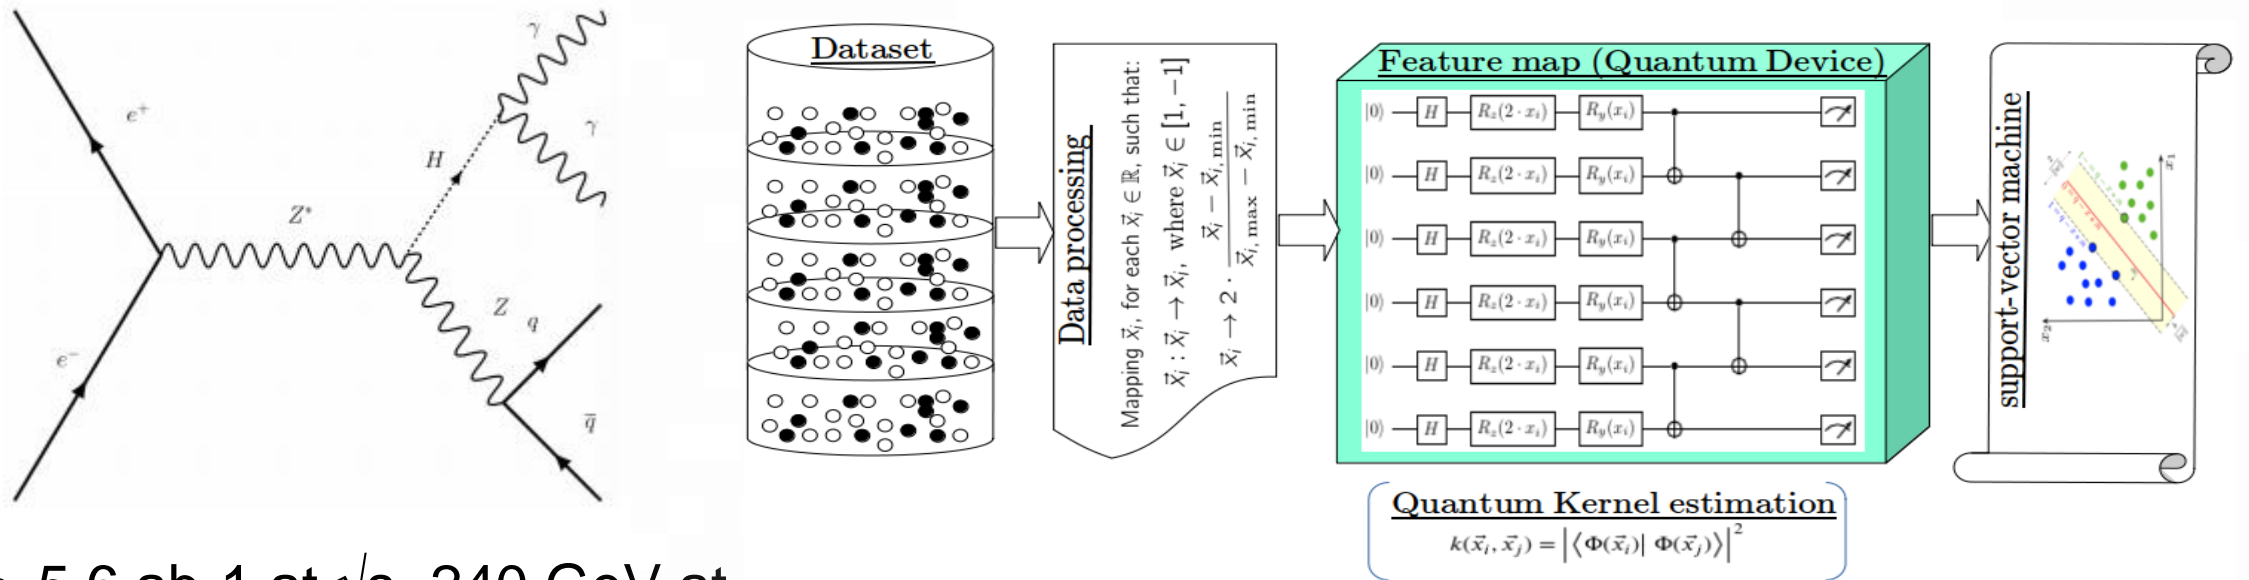 e⁺
e⁻
Z*
H
γ
γ
Z
q
q̄
Dataset
Data processing
Mapping x⃗ᵢ, for each x⃗ᵢ ∈ ℝ, such that:
x⃗ᵢ : x⃗ᵢ → x⃗ᵢ, where x⃗ᵢ ∈ [1, −1]
x⃗ᵢ → 2 · (x⃗ᵢ − x⃗ᵢ,min) / (x⃗ᵢ,max − x⃗ᵢ,min)
Feature map (Quantum Device)
|0⟩ H R_z(2 · xᵢ) R_y(xᵢ)
|0⟩ H R_z(2 · xᵢ) R_y(xᵢ)
|0⟩ H R_z(2 · xᵢ) R_y(xᵢ)
|0⟩ H R_z(2 · xᵢ) R_y(xᵢ)
|0⟩ H R_z(2 · xᵢ) R_y(xᵢ)
|0⟩ H R_z(2 · xᵢ) R_y(xᵢ)
Quantum Kernel estimation
k(x⃗ᵢ, x⃗ⱼ) = |⟨Φ(x⃗ᵢ)| Φ(x⃗ⱼ)⟩|²
support-vector machine
x₁
x₂